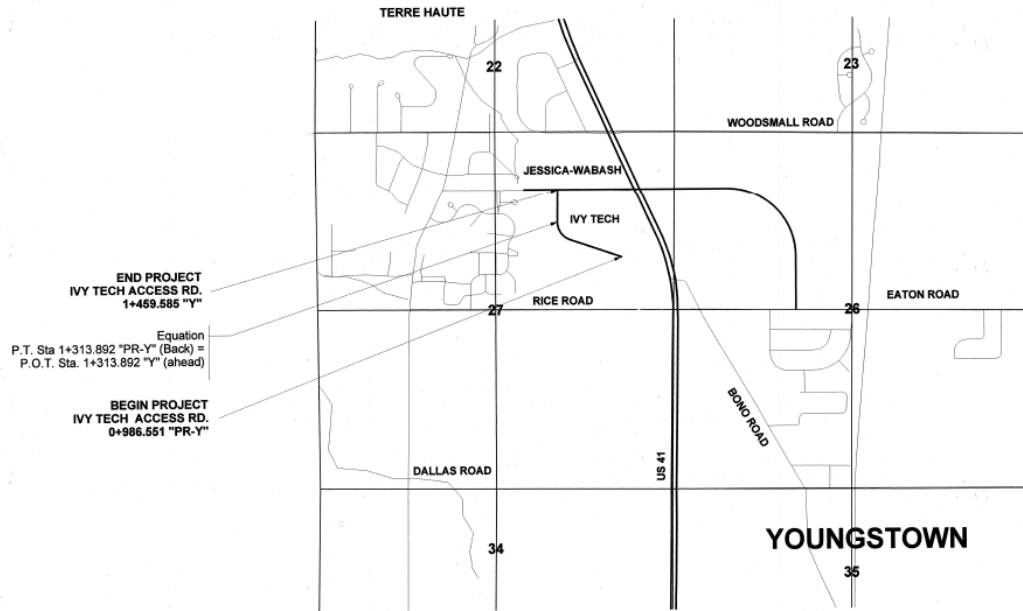 TERRE HAUTE
22
23
WOODSMALL ROAD
JESSICA-WABASH
IVY TECH
END PROJECT
IVY TECH ACCESS RD.
1+459.585 "Y"
RICE ROAD
EATON ROAD
27
26
Equation
P.T. Sta 1+313.892 "PR-Y" (Back) =
P.O.T. Sta. 1+313.892 "Y" (ahead)
BEGIN PROJECT
IVY TECH ACCESS RD.
0+986.551 "PR-Y"
BONO ROAD
US 41
DALLAS ROAD
YOUNGSTOWN
34
35